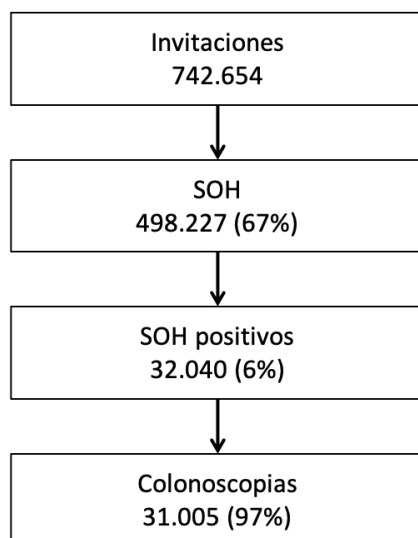 Invitaciones
742.654
SOH
498.227 (67%)
SOH positivos
32.040 (6%)
Colonoscopias
31.005 (97%)